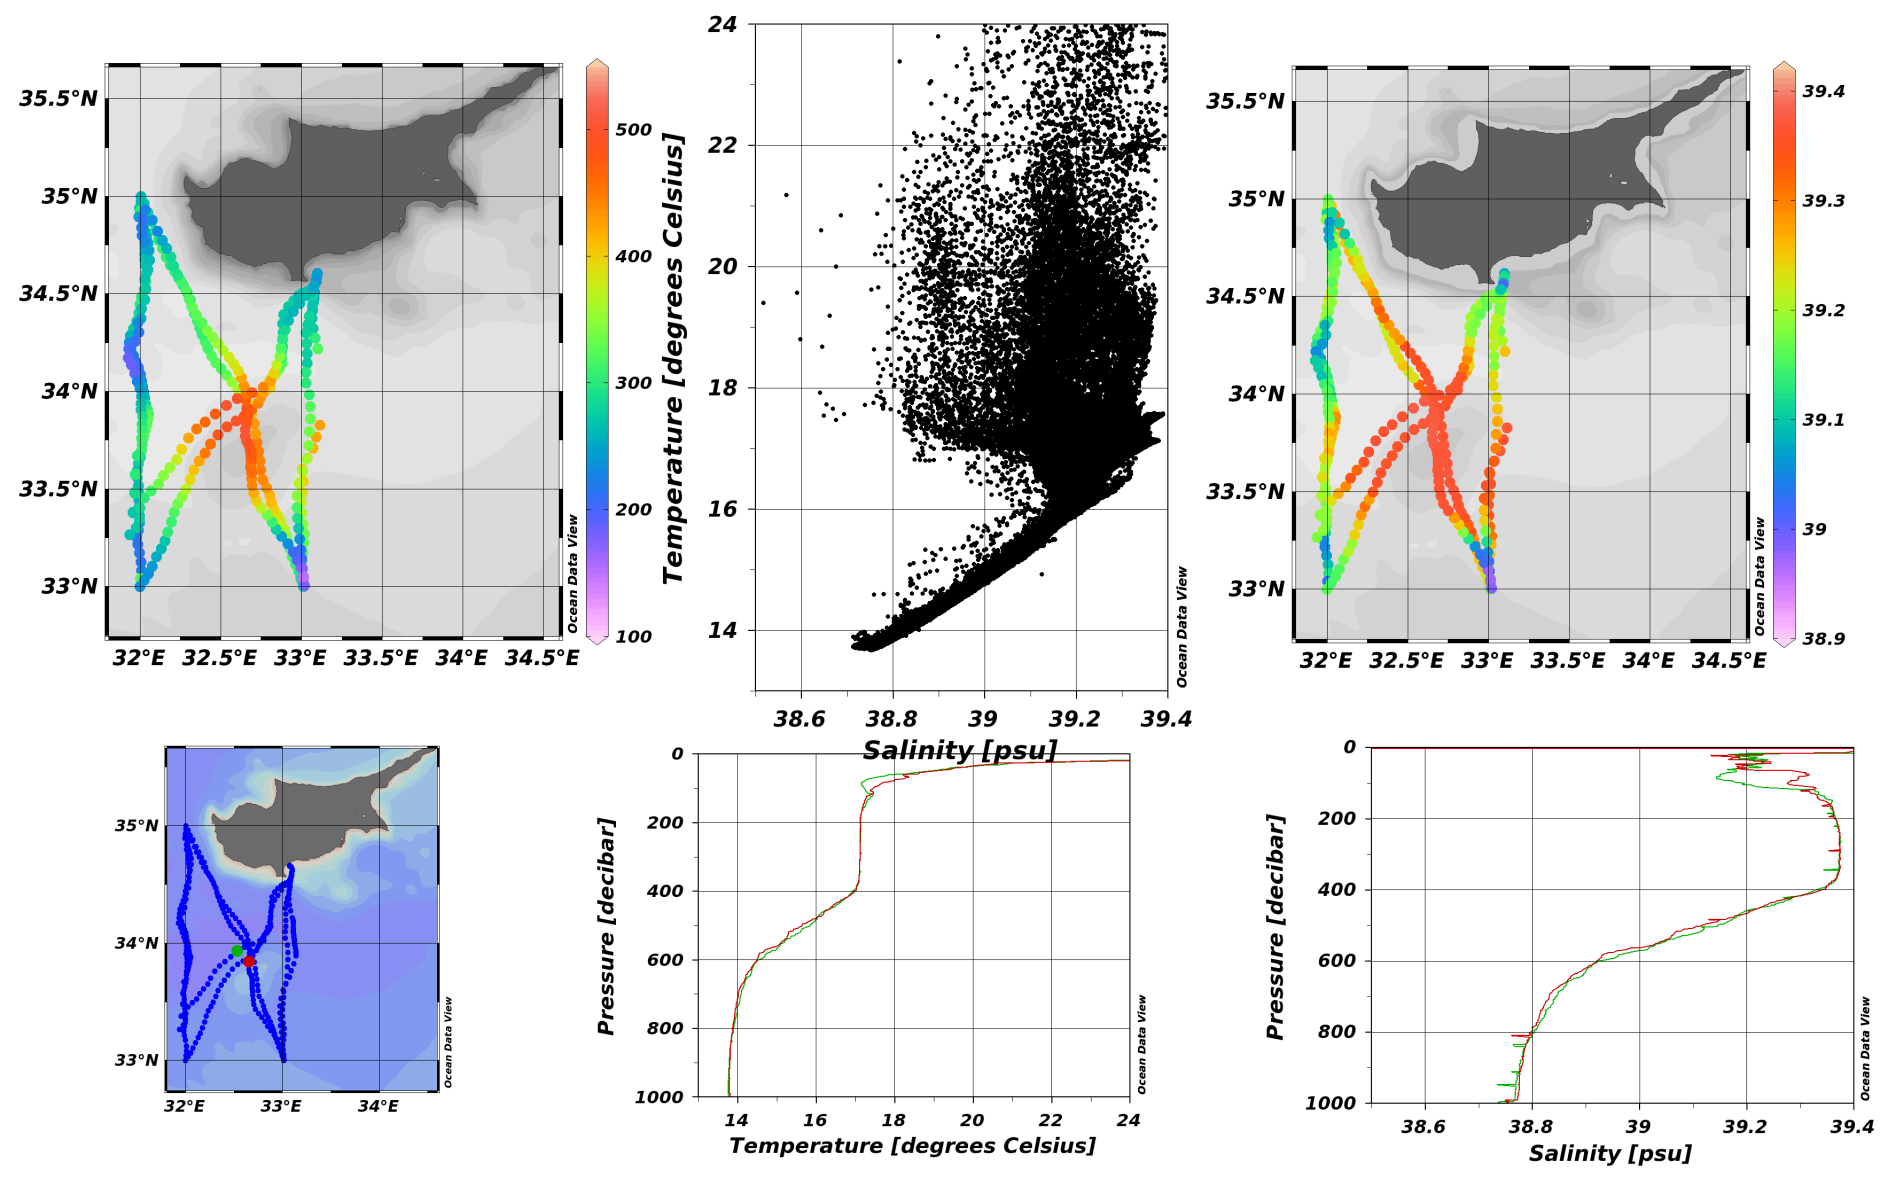 35.5°N
35°N
34.5°N
34°N
33.5°N
33°N
32°E 32.5°E 33°E 33.5°E 34°E 34.5°E
Ocean Data View
500
400
300
200
100
24
22
20
18
16
14
Temperature [degrees Celsius]
38.6 38.8 39 39.2 39.4
Salinity [psu]
Ocean Data View
35.5°N
35°N
34.5°N
34°N
33.5°N
33°N
32°E 32.5°E 33°E 33.5°E 34°E 34.5°E
Ocean Data View
39.4
39.3
39.2
39.1
39
38.9
35°N
34°N
33°N
32°E 33°E 34°E
Ocean Data View
0
200
400
600
800
1000
Pressure [decibar]
14 16 18 20 22 24
Temperature [degrees Celsius]
Ocean Data View
0
200
400
600
800
1000
Pressure [decibar]
38.6 38.8 39 39.2 39.4
Salinity [psu]
Ocean Data View